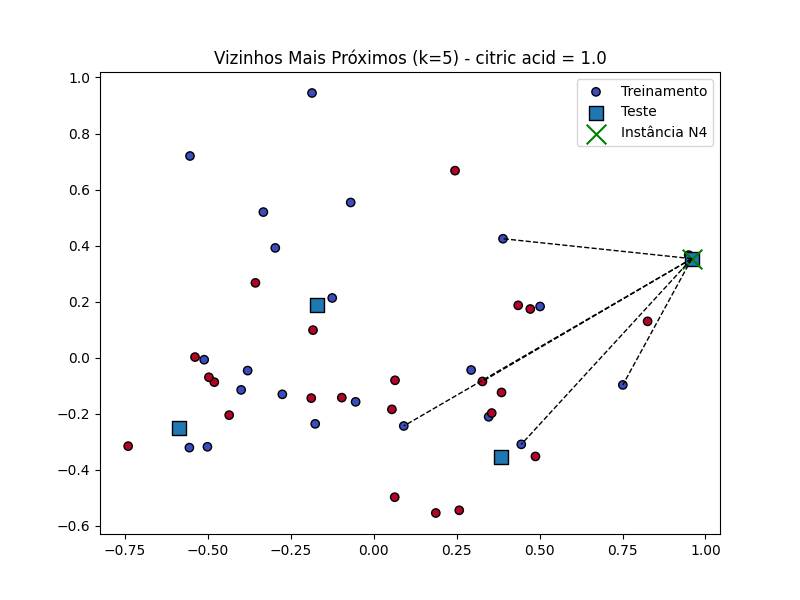 Vizinhos Mais Próximos (k=5) - citric acid = 1.0
1.0
0.8
0.6
0.4
0.2
0.0
−0.2
−0.4
−0.6
Treinamento
Teste
Instância N4
−0.75 −0.50 −0.25 0.00 0.25 0.50 0.75 1.00